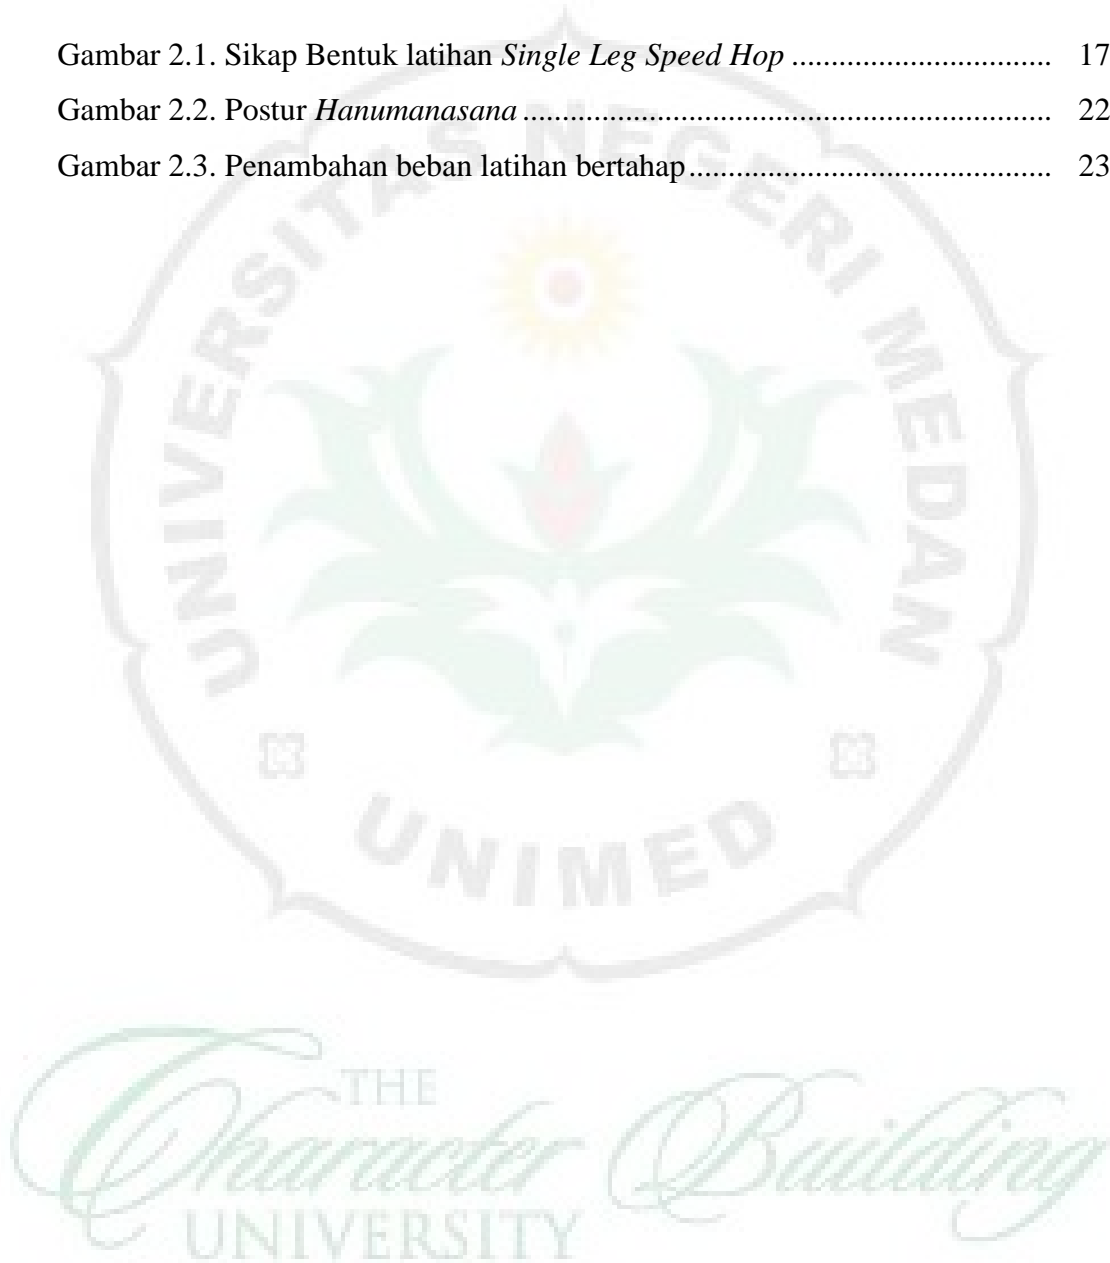 Gambar 2.1. Sikap Bentuk latihan Single Leg Speed Hop ................................. 17
Gambar 2.2. Postur Hanumanasana ................................................................... 22
Gambar 2.3. Penambahan beban latihan bertahap .............................................. 23
UNIVERSITAS NEGERI MEDAN
UNIMED
THE
Character Building
UNIVERSITY